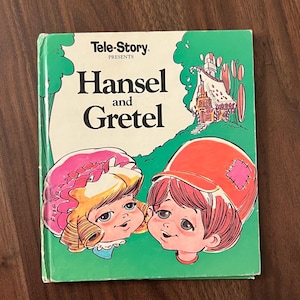 Tele-Story.
PRESENTS
Hansel
and
Gretel